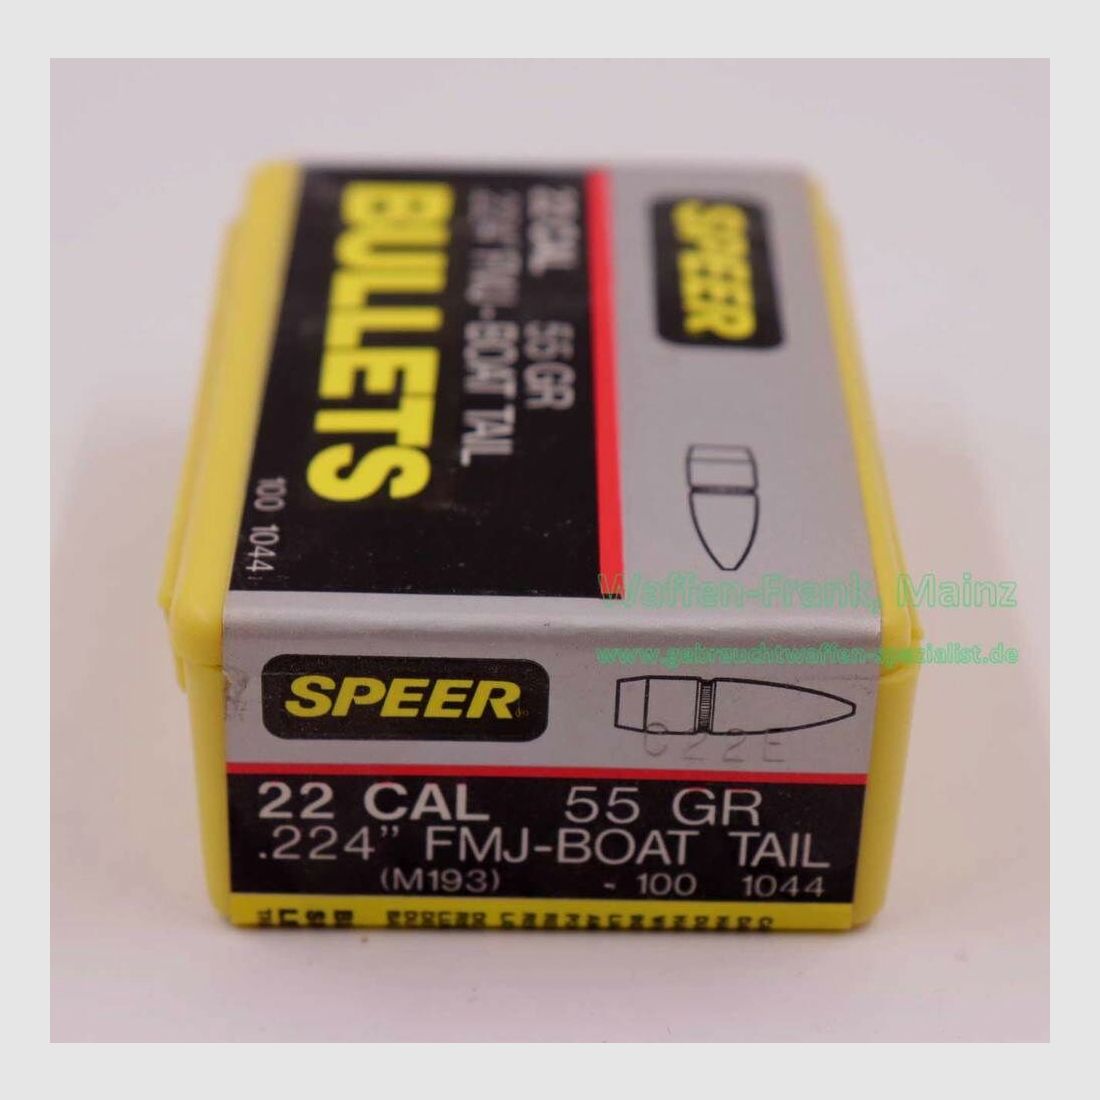 SPEER
22 CAL 55 GR
.224" FMJ-BOAT TAIL
BULLETS
100 1044
Waffen-Frank, Mainz
www.gebrauchtwaffen-spezialist.de
SPEER
C22E
22 CAL 55 GR
.224” FMJ-BOAT TAIL
(M193) - 100 1044